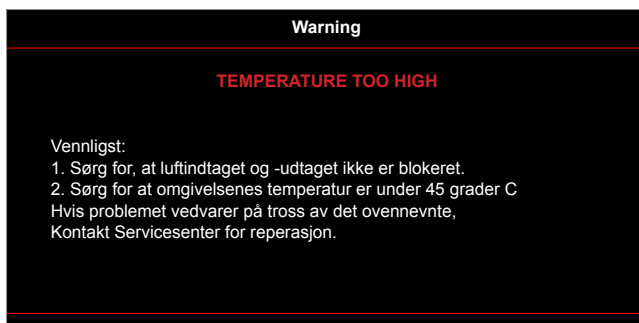 Warning
TEMPERATURE TOO HIGH
Vennligst:
1. Sørg for, at luftindtaget og -udtaget ikke er blokeret.
2. Sørg for at omgivelsenes temperatur er under 45 grader C
Hvis problemet vedvarer på tross av det ovennevnte,
Kontakt Servicesenter for reperasjon.